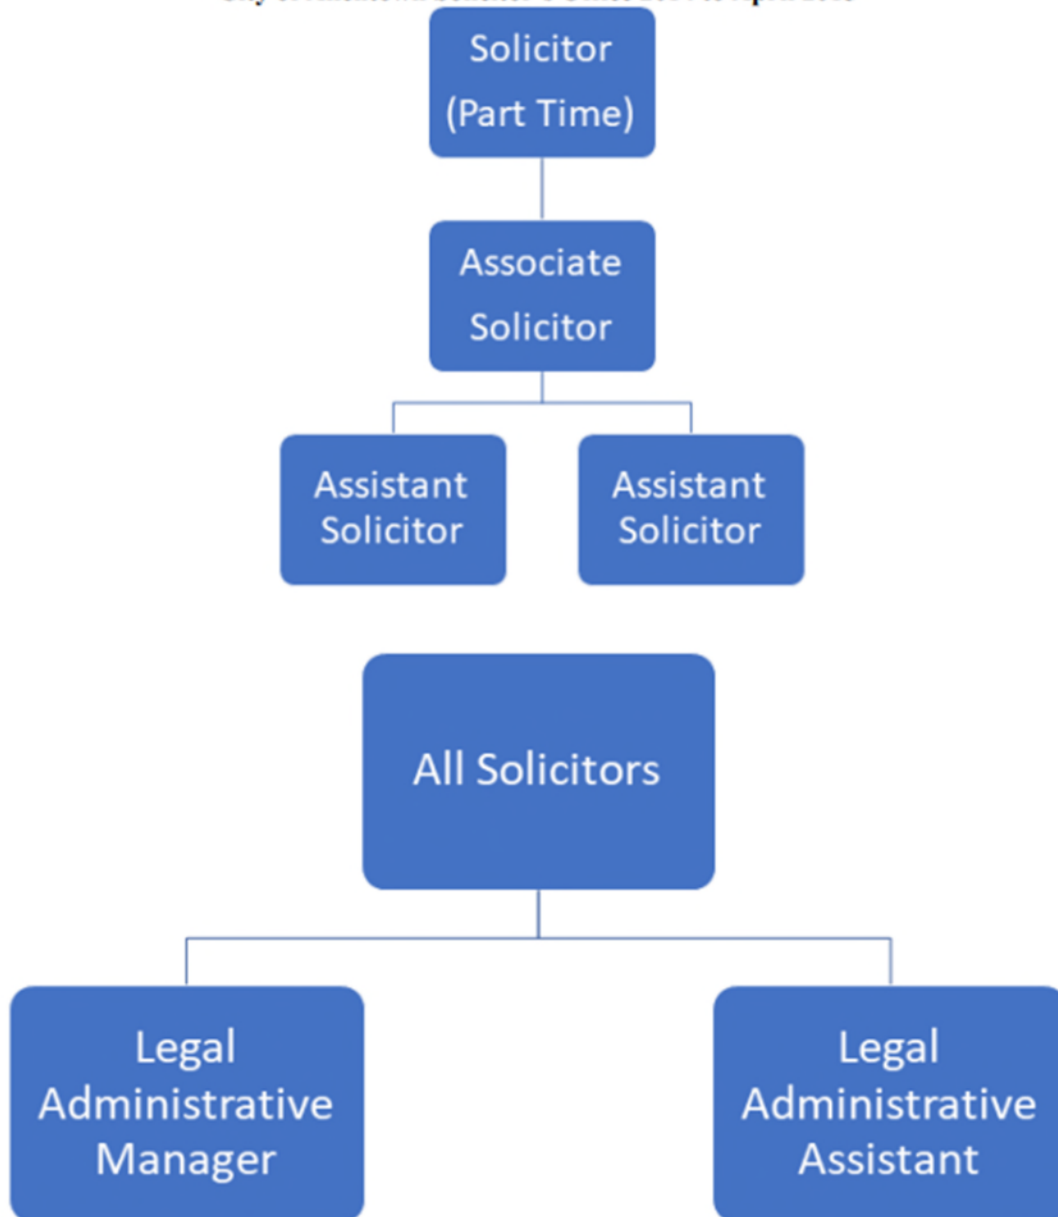 Solicitor
(Part Time)
Associate
Solicitor
Assistant
Solicitor
Assistant
Solicitor
All Solicitors
Legal
Administrative
Manager
Legal
Administrative
Assistant